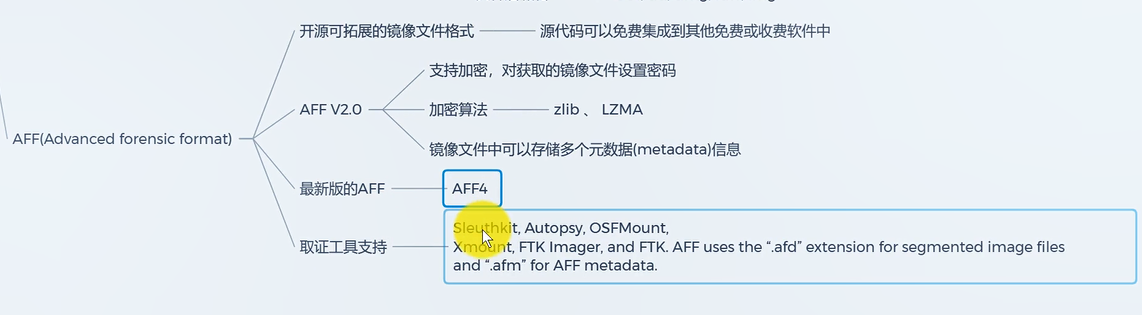 开源可拓展的镜像文件格式
源代码可以免费集成到其他免费或收费软件中
支持加密，对获取的镜像文件设置密码
AFF V2.0
加密算法
zlib 、 LZMA
AFF(Advanced forensic format)
镜像文件中可以存储多个元数据(metadata)信息
最新版的AFF
AFF4
取证工具支持
Sleuthkit, Autopsy, OSFMount,
Xmount, FTK Imager, and FTK. AFF uses the “.afd” extension for segmented image files
and “.afm” for AFF metadata.